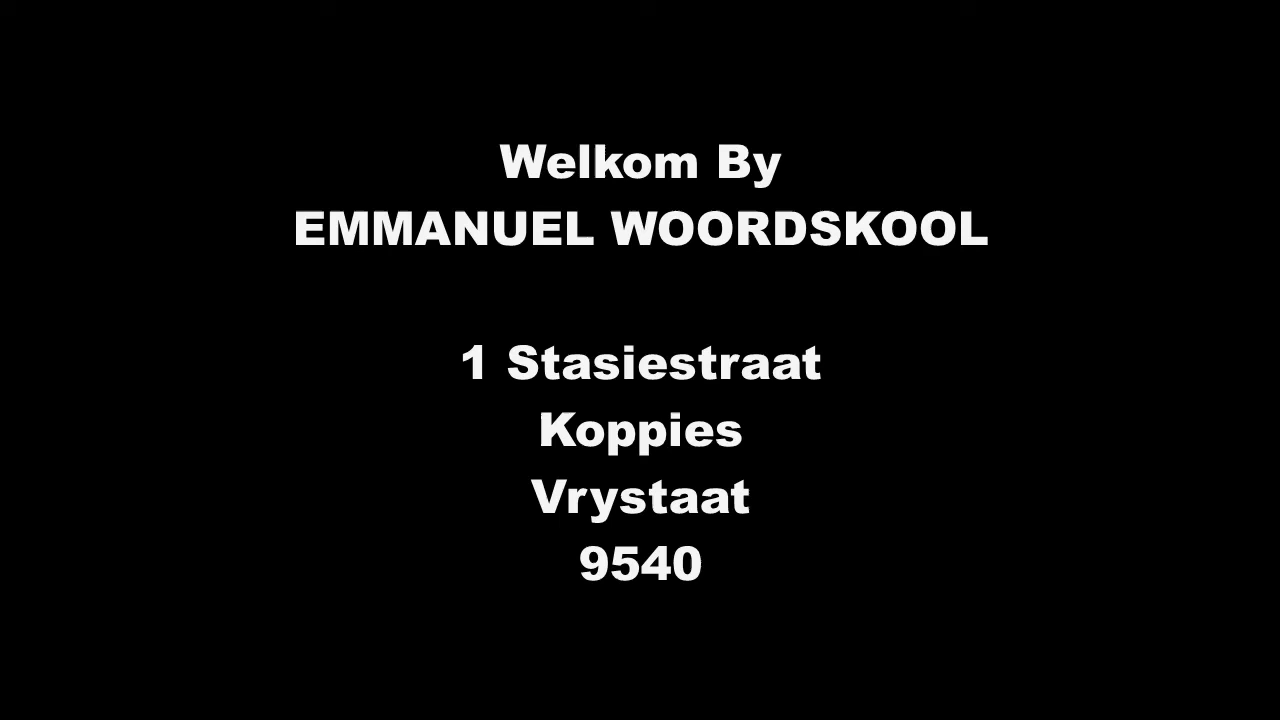 Welkom By
EMMANUEL WOORDSKOOL
1 Stasiestraat
Koppies
Vrystaat
9540